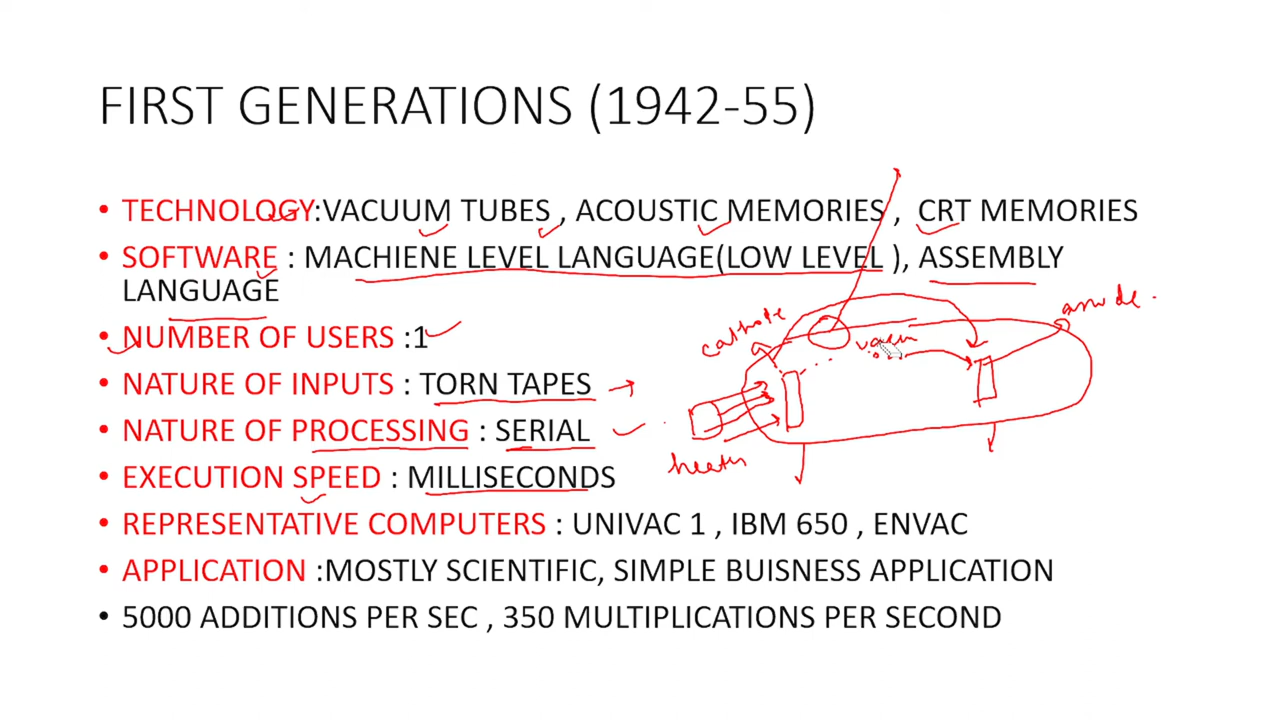 FIRST GENERATIONS (1942-55)
• TECHNOLOGY:VACUUM TUBES , ACOUSTIC MEMORIES , CRT MEMORIES
• SOFTWARE : MACHIENE LEVEL LANGUAGE(LOW LEVEL ), ASSEMBLY
LANGUAGE
• NUMBER OF USERS :1
• NATURE OF INPUTS : TORN TAPES
• NATURE OF PROCESSING : SERIAL
• EXECUTION SPEED : MILLISECONDS
• REPRESENTATIVE COMPUTERS : UNIVAC 1 , IBM 650 , ENVAC
• APPLICATION :MOSTLY SCIENTIFIC, SIMPLE BUISNESS APPLICATION
• 5000 ADDITIONS PER SEC , 350 MULTIPLICATIONS PER SECOND
cathode
anode
heater